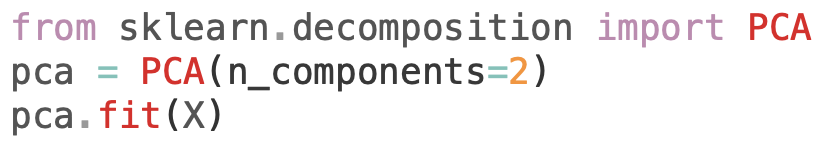 from sklearn.decomposition import PCA
pca = PCA(n_components=2)
pca.fit(X)